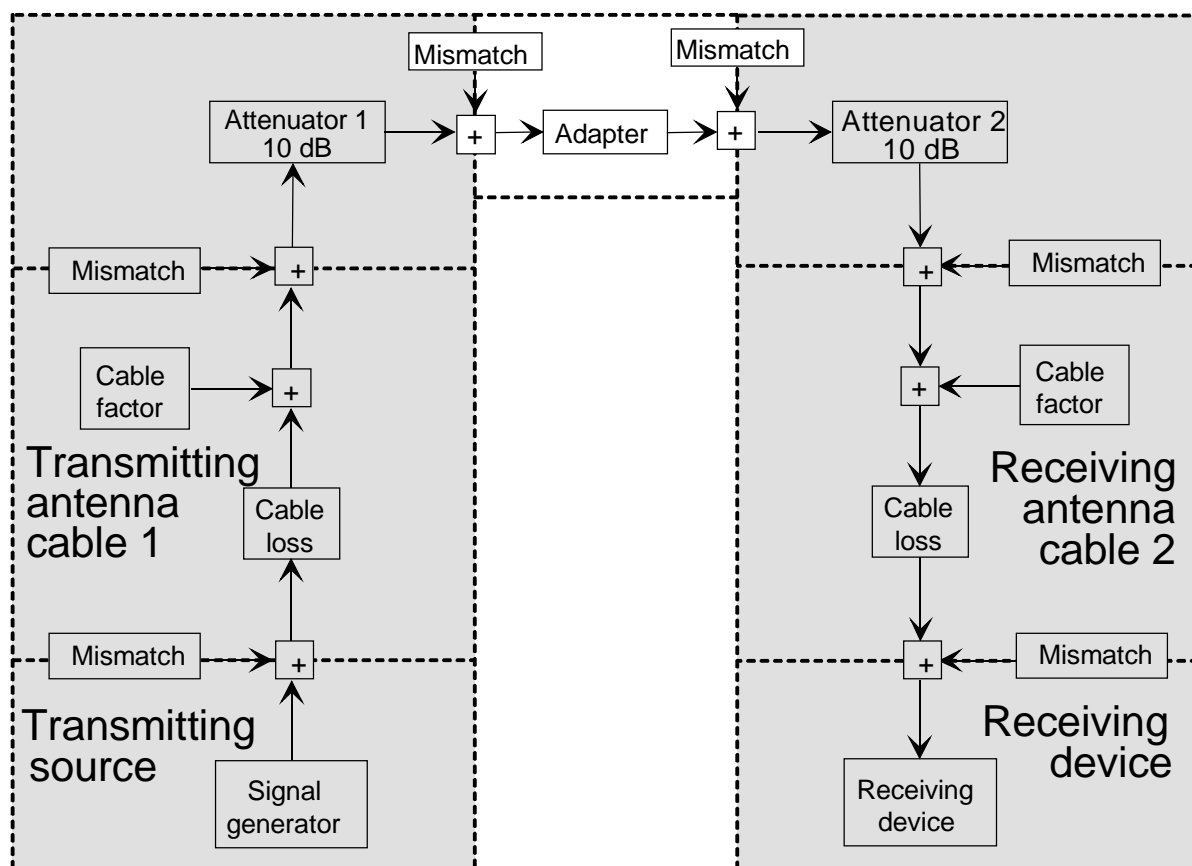 Mismatch
Mismatch
Attenuator 1
10 dB
+
Adapter
+
Attenuator 2
10 dB
Mismatch
+
+
Mismatch
Cable
factor
+
+
Cable
factor
Transmitting
antenna
cable 1
Cable
loss
Cable
loss
Receiving
antenna
cable 2
Mismatch
+
+
Mismatch
Transmitting
source
Signal
generator
Receiving
device
Receiving
device